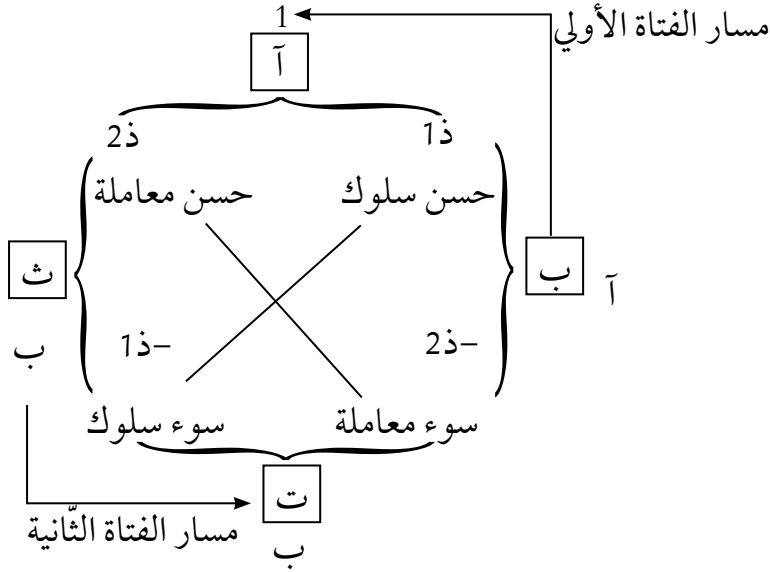 مسار الفتاة الأولي
1
آ
ذ1 ذ2
حسن سلوك حسن معاملة
ب ث
آ ب
–ذ2 –ذ1
سوء معاملة سوء سلوك
ت
مسار الفتاة الثّانية
ب